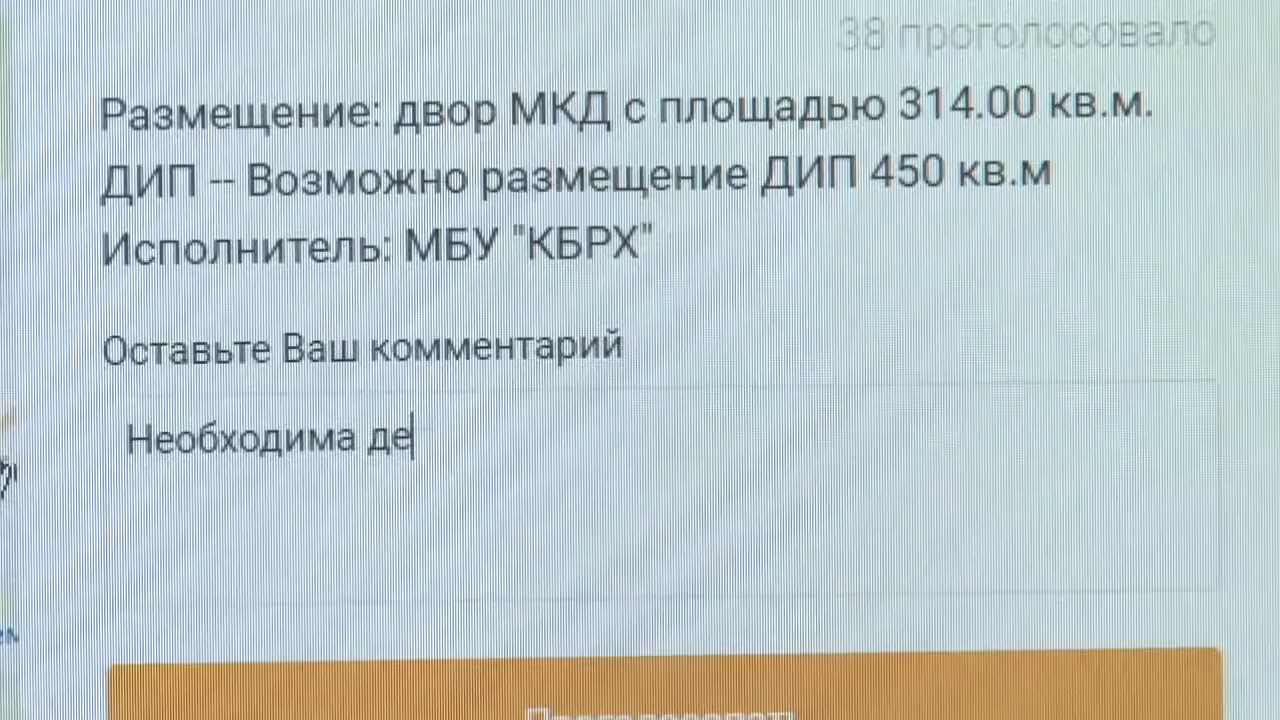 38 проголосовало
Размещение: двор МКД с площадью 314.00 кв.м.
ДИП -- Возможно размещение ДИП 450 кв.м
Исполнитель: МБУ "КБРХ"
Оставьте Ваш комментарий
Необходима де
Проголосовать